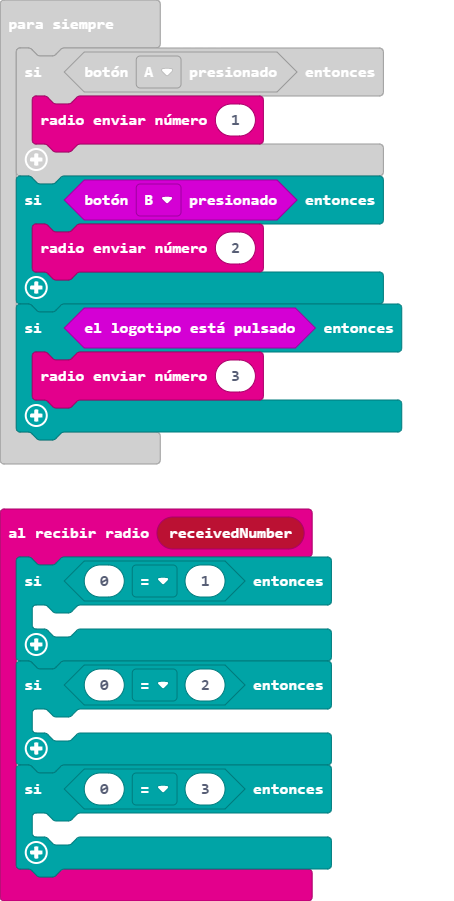 para siempre
si botón A presionado entonces
radio enviar número 1
si botón B presionado entonces
radio enviar número 2
si el logotipo está pulsado entonces
radio enviar número 3
al recibir radio receivedNumber
si 0 = 1 entonces
si 0 = 2 entonces
si 0 = 3 entonces